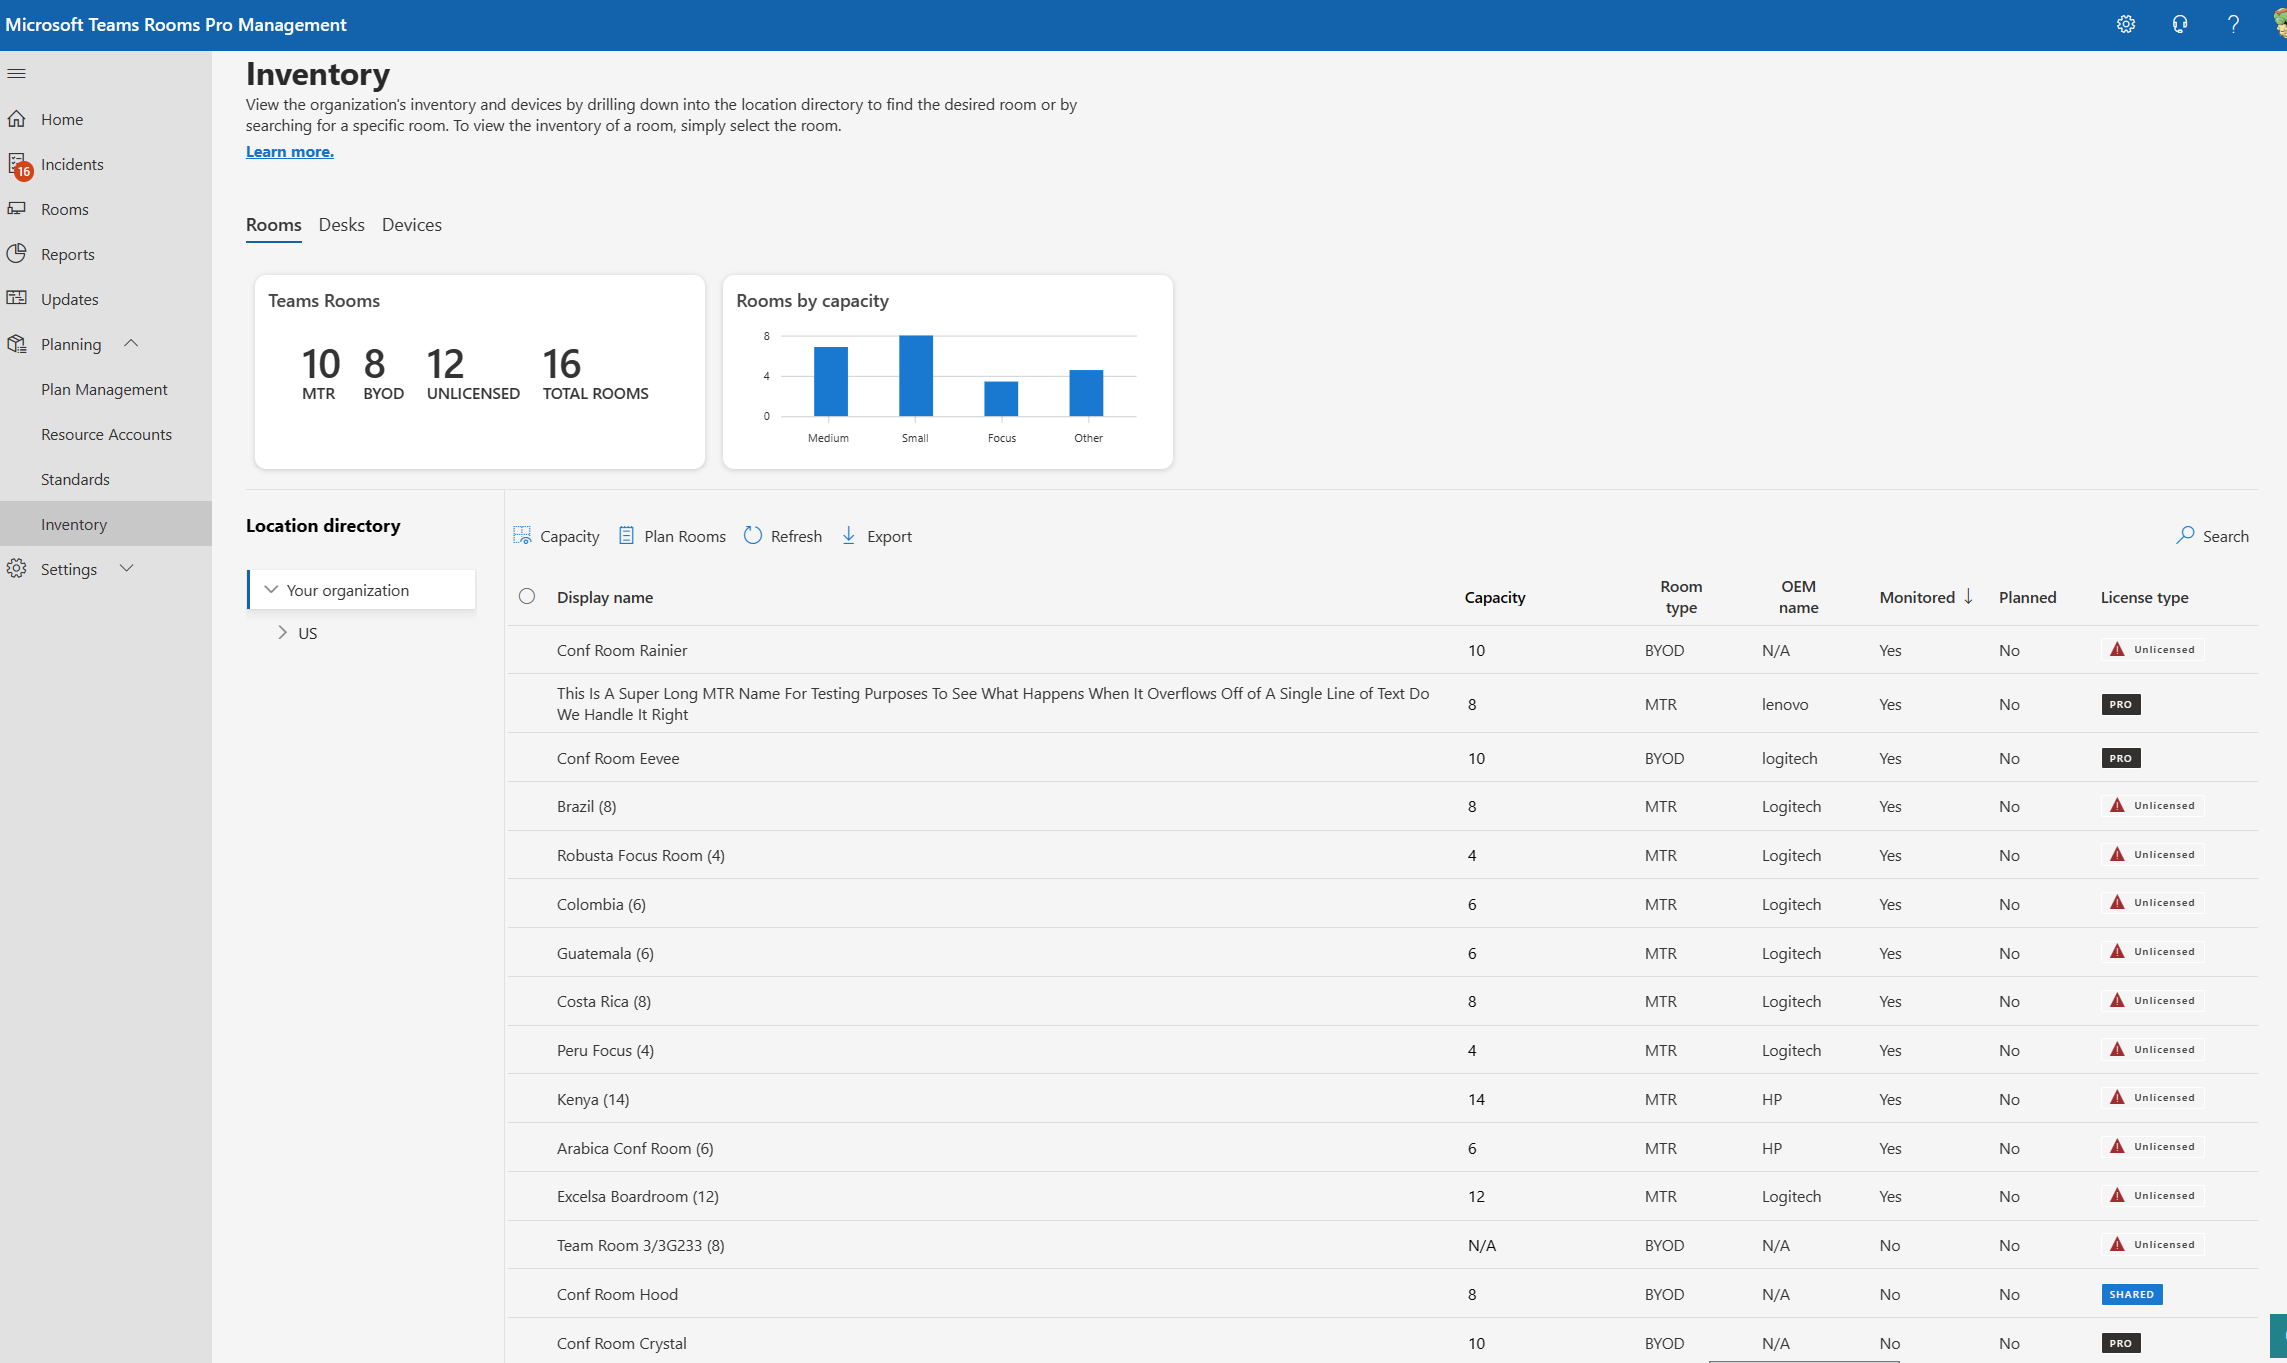 Microsoft Teams Rooms Pro Management
Home
16
Incidents
Rooms
Reports
Updates
Planning
Plan Management
Resource Accounts
Standards
Inventory
Settings
Inventory
View the organization's inventory and devices by drilling down into the location directory to find the desired room or by
searching for a specific room. To view the inventory of a room, simply select the room.
Learn more.
Rooms Desks Devices
Teams Rooms
10 8 12 16
MTR BYOD UNLICENSED TOTAL ROOMS
Rooms by capacity
8
4
0
Medium Small Focus Other
Location directory
Your organization
US
Capacity Plan Rooms Refresh Export Search
Display name Capacity Room type OEM name Monitored Planned License type
Conf Room Rainier 10 BYOD N/A Yes No Unlicensed
This Is A Super Long MTR Name For Testing Purposes To See What Happens When It Overflows Off of A Single Line of Text Do
We Handle It Right 8 MTR lenovo Yes No PRO
Conf Room Eevee 10 BYOD logitech Yes No PRO
Brazil (8) 8 MTR Logitech Yes No Unlicensed
Robusta Focus Room (4) 4 MTR Logitech Yes No Unlicensed
Colombia (6) 6 MTR Logitech Yes No Unlicensed
Guatemala (6) 6 MTR Logitech Yes No Unlicensed
Costa Rica (8) 8 MTR Logitech Yes No Unlicensed
Peru Focus (4) 4 MTR Logitech Yes No Unlicensed
Kenya (14) 14 MTR HP Yes No Unlicensed
Arabica Conf Room (6) 6 MTR HP Yes No Unlicensed
Excelsa Boardroom (12) 12 MTR Logitech Yes No Unlicensed
Team Room 3/3G233 (8) N/A BYOD N/A No No Unlicensed
Conf Room Hood 8 BYOD N/A No No SHARED
Conf Room Crystal 10 BYOD N/A No No PRO